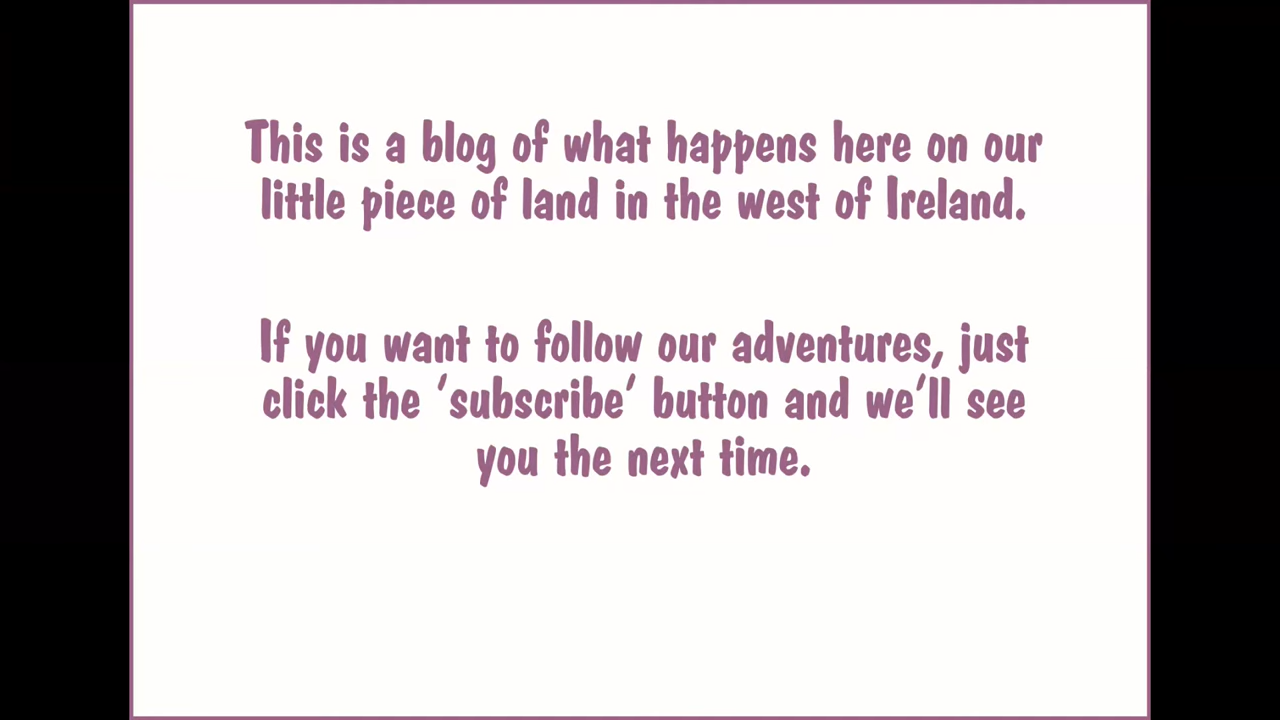 This is a blog of what happens here on our
little piece of land in the west of Ireland.
If you want to follow our adventures, just
click the ‘subscribe’ button and we’ll see
you the next time.